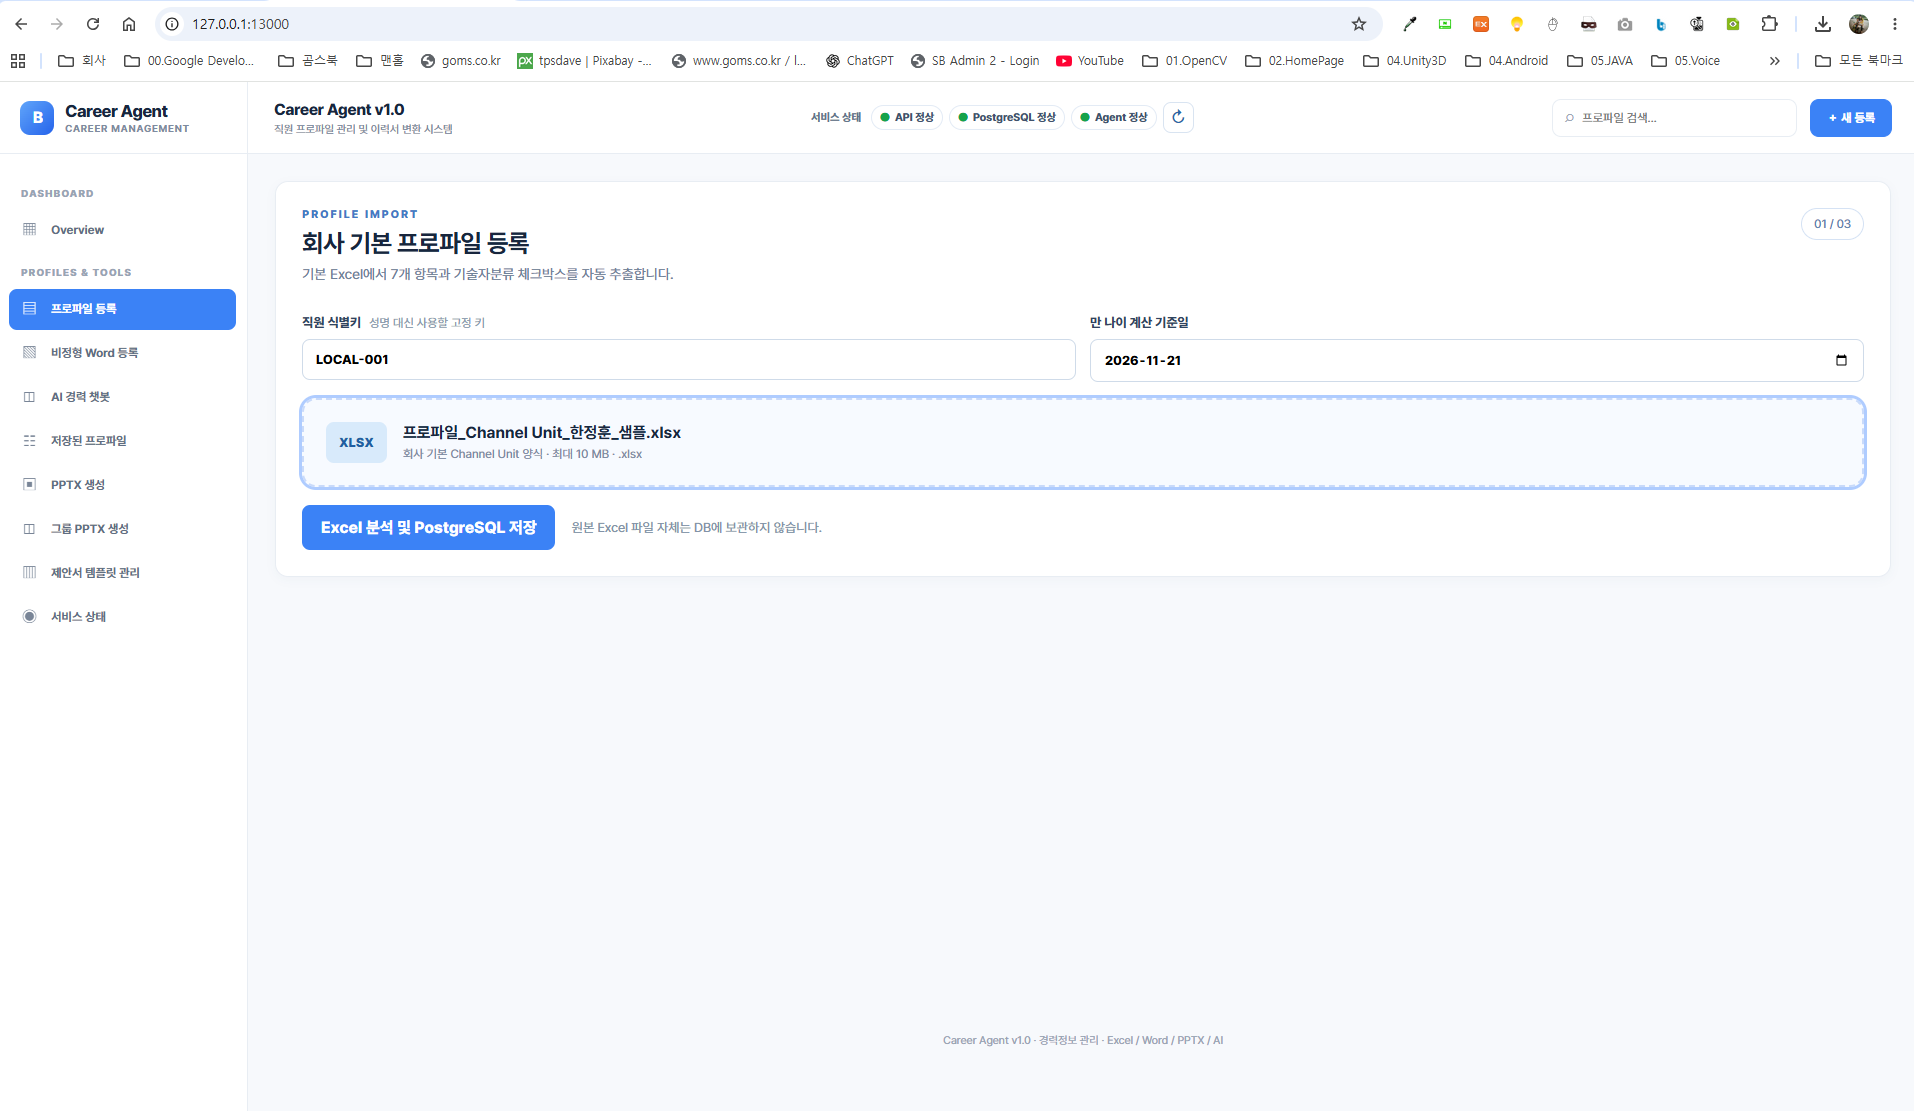 127.0.0.1:13000
회사
00.Google Develo...
곰스북
맨홀
goms.co.kr
px
tpsdave | Pixabay -...
www.goms.co.kr / l...
ChatGPT
SB Admin 2 - Login
YouTube
01.OpenCV
02.HomePage
04.Unity3D
04.Android
05.JAVA
05.Voice
모든 북마크
B
Career Agent
CAREER MANAGEMENT
Career Agent v1.0
직원 프로파일 관리 및 이력서 변환 시스템
서비스 상태
API 정상
PostgreSQL 정상
Agent 정상
프로파일 검색...
+ 새 등록
DASHBOARD
Overview
PROFILES & TOOLS
프로파일 등록
비정형 Word 등록
AI 경력 챗봇
저장된 프로파일
PPTX 생성
그룹 PPTX 생성
제안서 템플릿 관리
서비스 상태
PROFILE IMPORT
01 / 03
회사 기본 프로파일 등록
기본 Excel에서 7개 항목과 기술자분류 체크박스를 자동 추출합니다.
직원 식별키 성명 대신 사용할 고정 키
LOCAL-001
만 나이 계산 기준일
2026-11-21
XLSX
프로파일_Channel Unit_한정훈_샘플.xlsx
회사 기본 Channel Unit 양식 · 최대 10 MB · .xlsx
Excel 분석 및 PostgreSQL 저장
원본 Excel 파일 자체는 DB에 보관하지 않습니다.
Career Agent v1.0 · 경력정보 관리 · Excel / Word / PPTX / AI